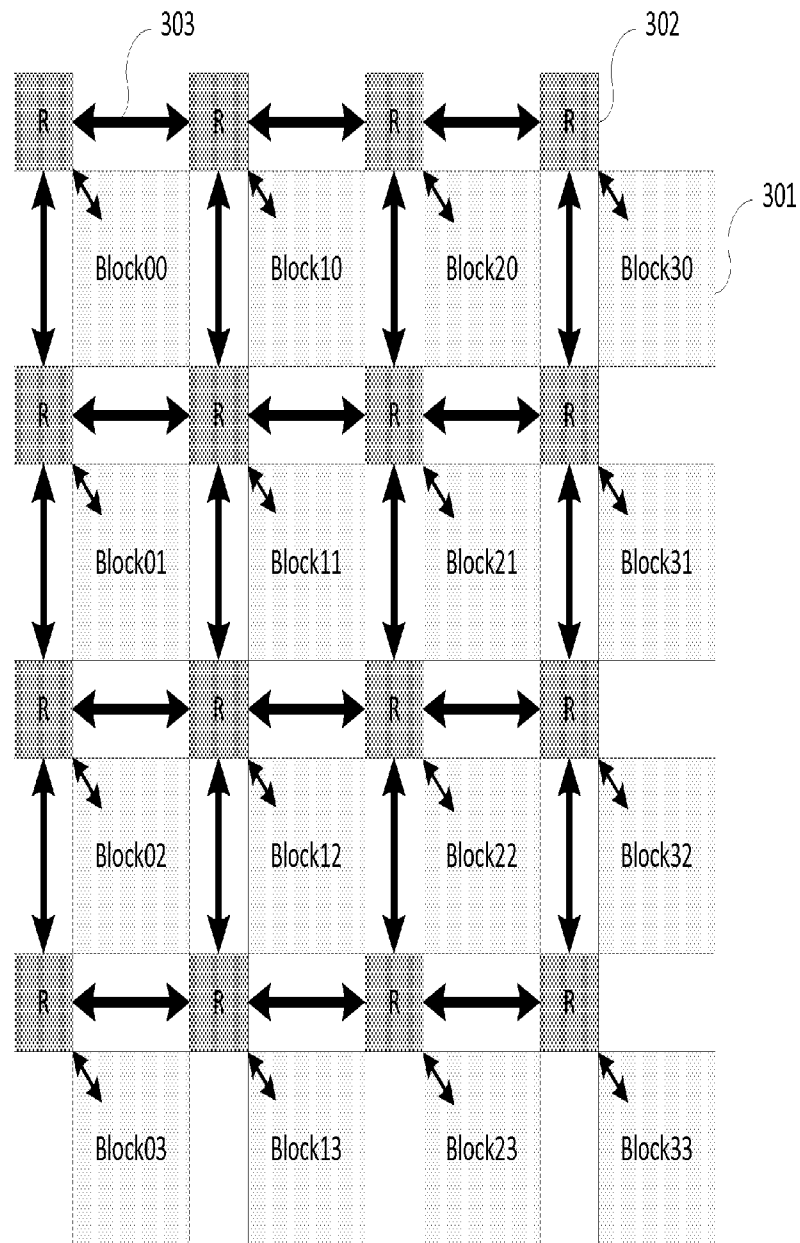 303
302
R R R R
301
Block00 Block10 Block20 Block30
R R R R
Block01 Block11 Block21 Block31
R R R R
Block02 Block12 Block22 Block32
R R R R
Block03 Block13 Block23 Block33